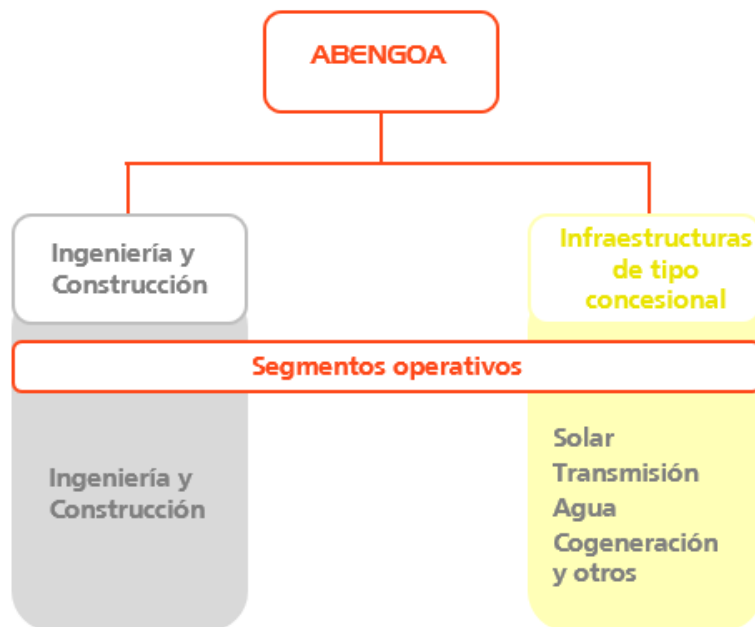 ABENGOA
Ingeniería y
Construcción
Infraestructuras
de tipo
concesional
Segmentos operativos
Ingeniería y
Construcción
Solar
Transmisión
Agua
Cogeneración
y otros